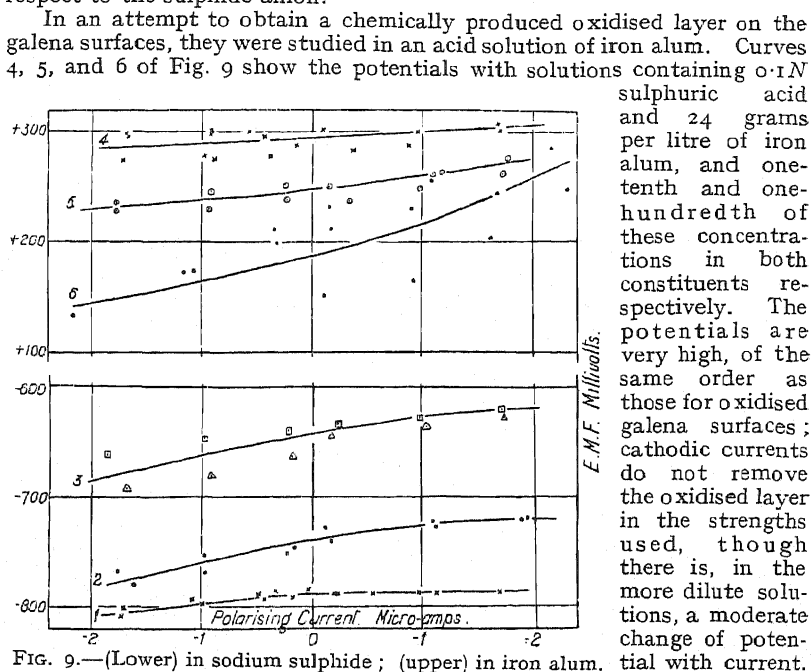 In an attempt to obtain a chemically produced oxidised layer on the
galena surfaces, they were studied in an acid solution of iron alum. Curves
4, 5, and 6 of Fig. 9 show the potentials with solutions containing 0·1N
sulphuric acid
and 24 grams
per litre of iron
alum, and one-
tenth and one-
hundredth of
these concentra-
tions in both
constituents re-
spectively. The
potentials are
very high, of the
same order as
those for oxidised
galena surfaces;
cathodic currents
do not remove
the oxidised layer
in the strengths
used, though
there is, in the
more dilute solu-
tions, a moderate
change of poten-
tial with current.
+300
4
5
+200
6
+100
E.M.F. Millivolts.
-600
3
-700
2
-800
1
Polarising Current. Micro-amps.
-2 -1 0 -1 -2
FIG. 9.—(Lower) in sodium sulphide; (upper) in iron alum.